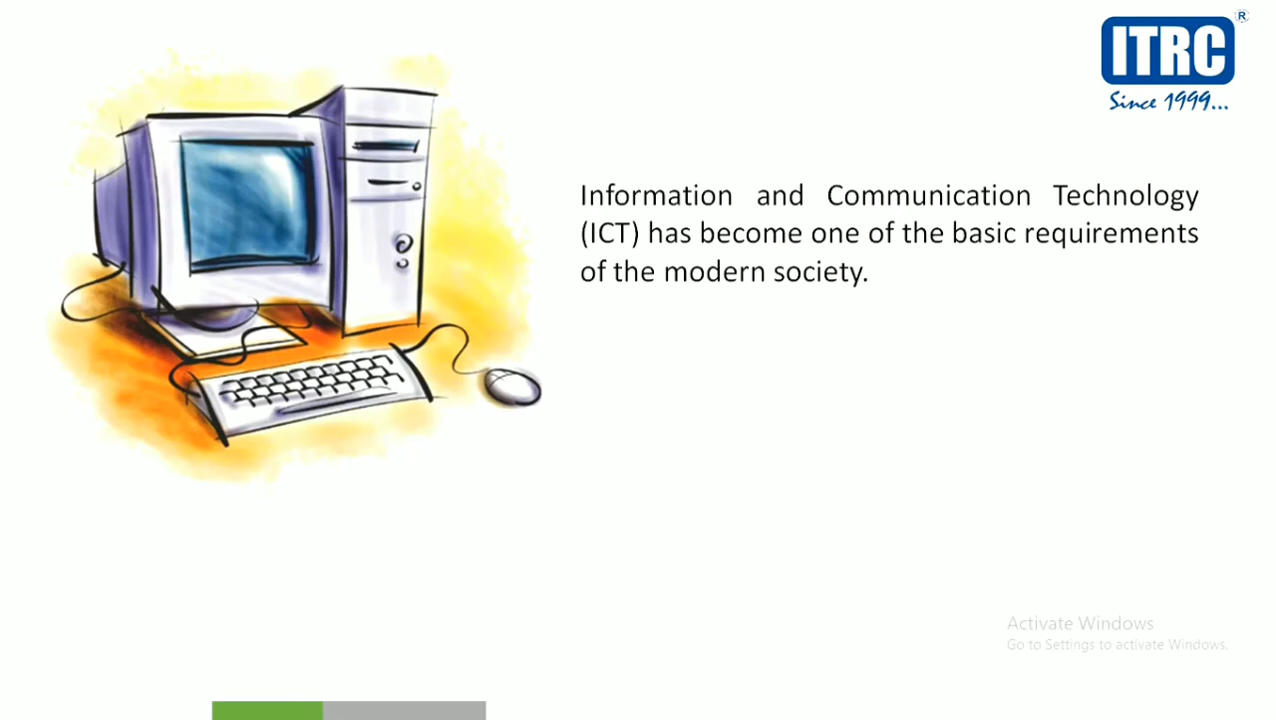 ITRC®
Since 1999...
Information and Communication Technology
(ICT) has become one of the basic requirements
of the modern society.
Activate Windows
Go to Settings to activate Windows.